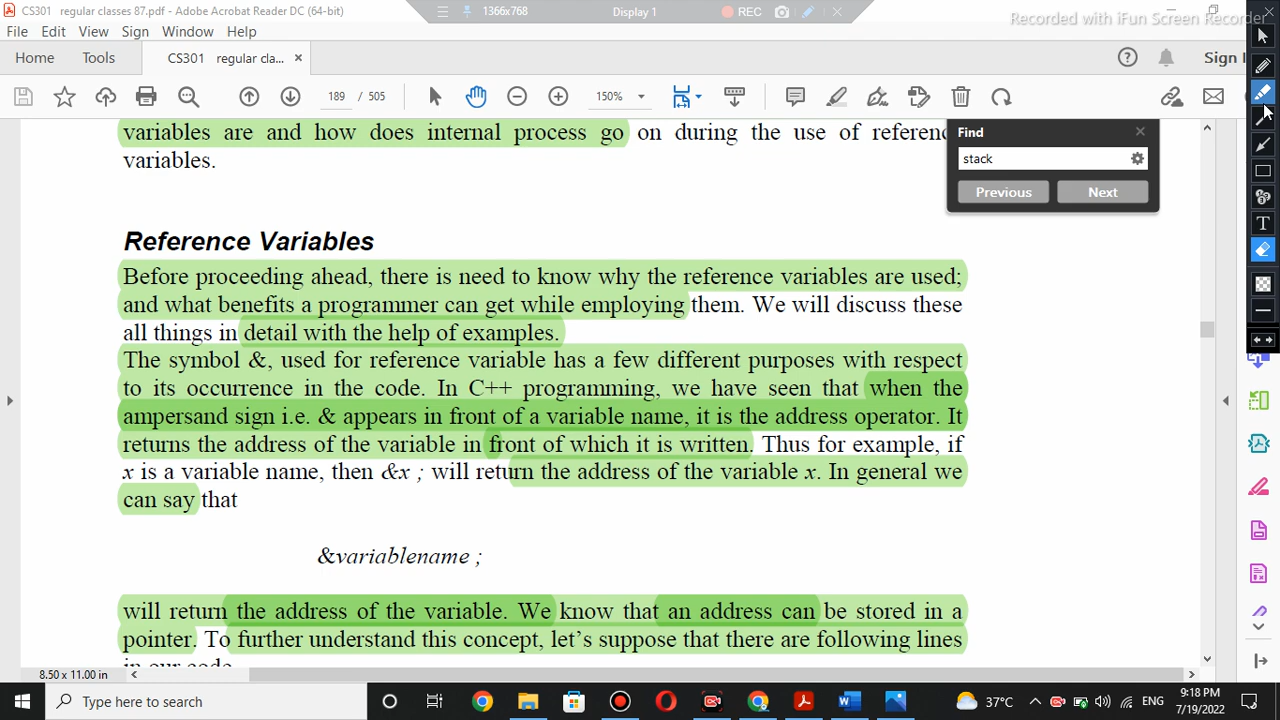 CS301 regular classes 87.pdf - Adobe Acrobat Reader DC (64-bit)
1366x768
Display 1
REC
Recorded with iFun Screen Recorder
File Edit View Sign Window Help
Home Tools CS301 regular cla... × Sign I
189 / 505 150%
variables are and how does internal process go on during the use of referenc
variables.
Find
stack
Previous Next
Reference Variables
Before proceeding ahead, there is need to know why the reference variables are used;
and what benefits a programmer can get while employing them. We will discuss these
all things in detail with the help of examples.
The symbol &, used for reference variable has a few different purposes with respect
to its occurrence in the code. In C++ programming, we have seen that when the
ampersand sign i.e. & appears in front of a variable name, it is the address operator. It
returns the address of the variable in front of which it is written. Thus for example, if
x is a variable name, then &x ; will return the address of the variable x. In general we
can say that
&variablename ;
will return the address of the variable. We know that an address can be stored in a
pointer. To further understand this concept, let's suppose that there are following lines
in our code.
8.50 x 11.00 in
Type here to search
37°C ENG 9:18 PM
7/19/2022